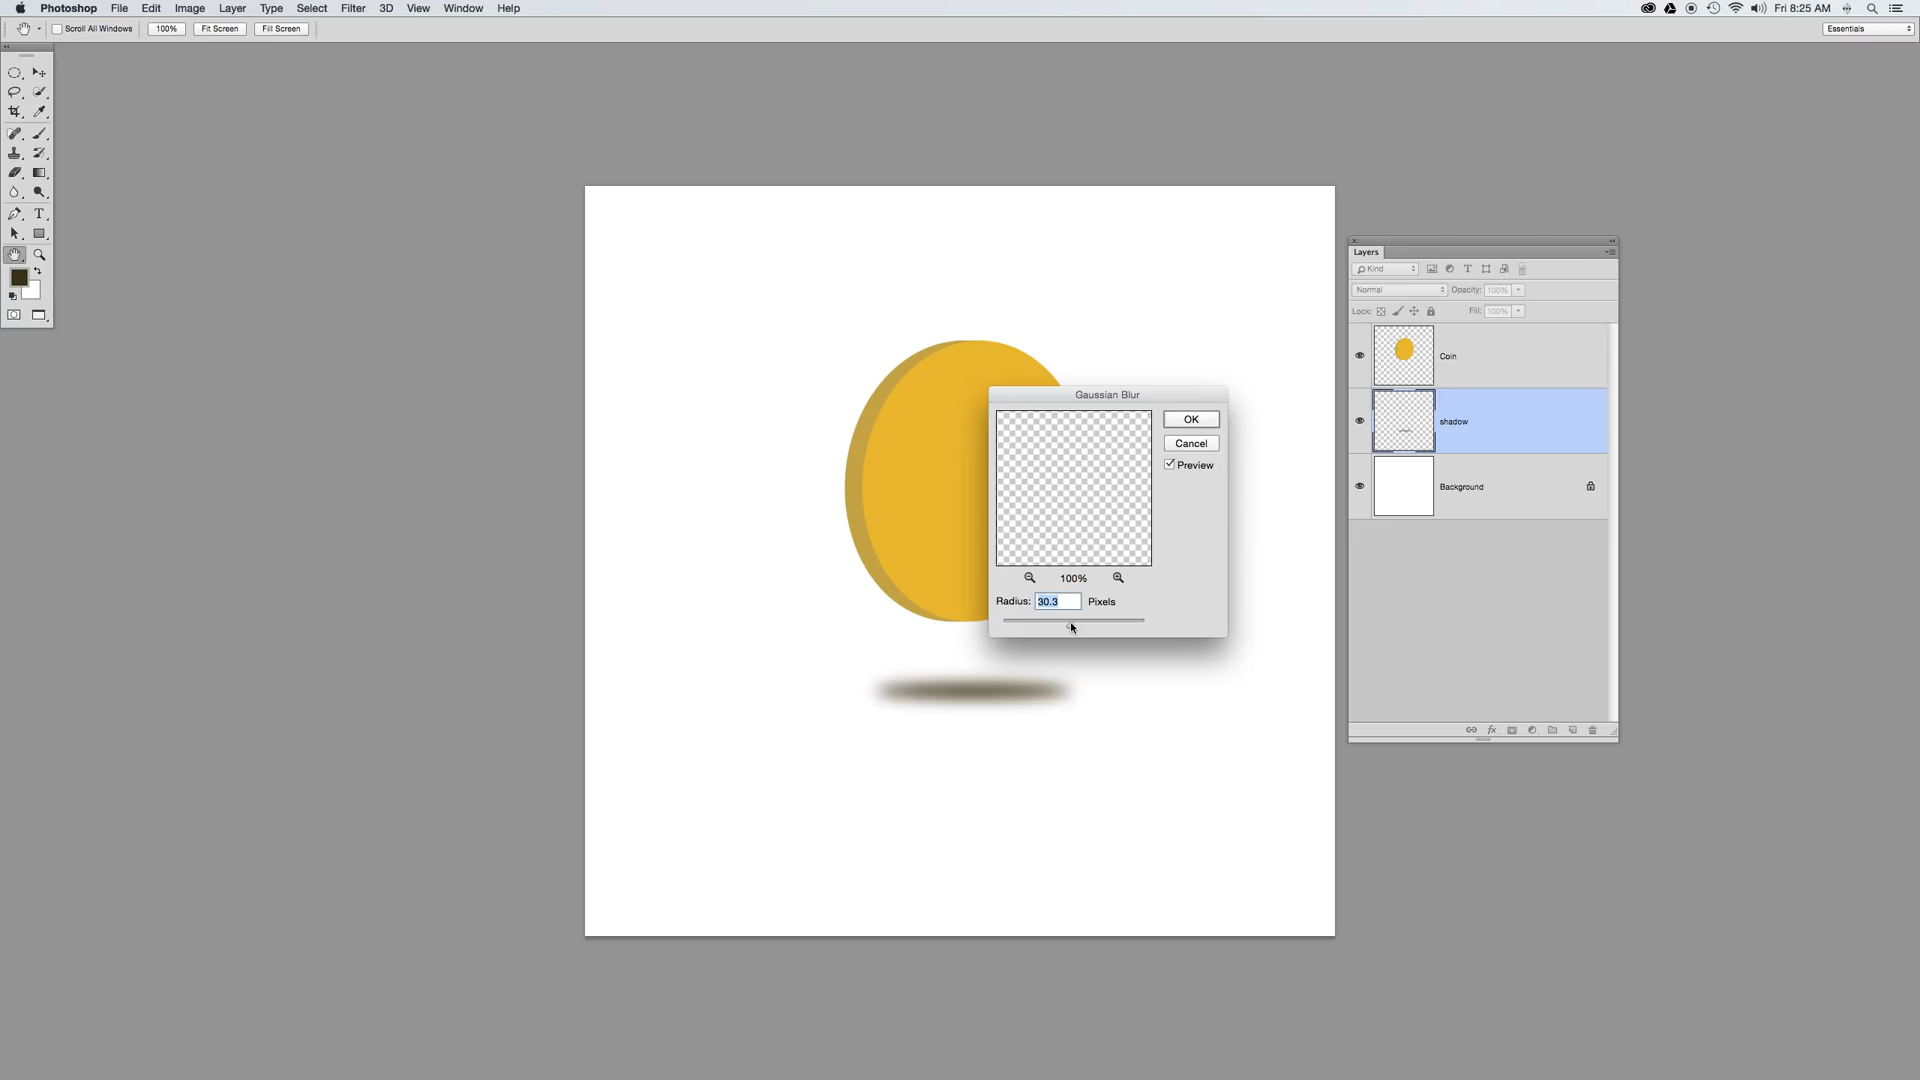 Photoshop File Edit Image Layer Type Select Filter 3D View Window Help Fri 8:25 AM
Scroll All Windows 100% Fit Screen Fill Screen Essentials
Gaussian Blur
OK
Cancel
Preview
100%
Radius: 30.3 Pixels
Layers
Kind
Normal Opacity: 100%
Lock: Fill: 100%
Coin
shadow
Background